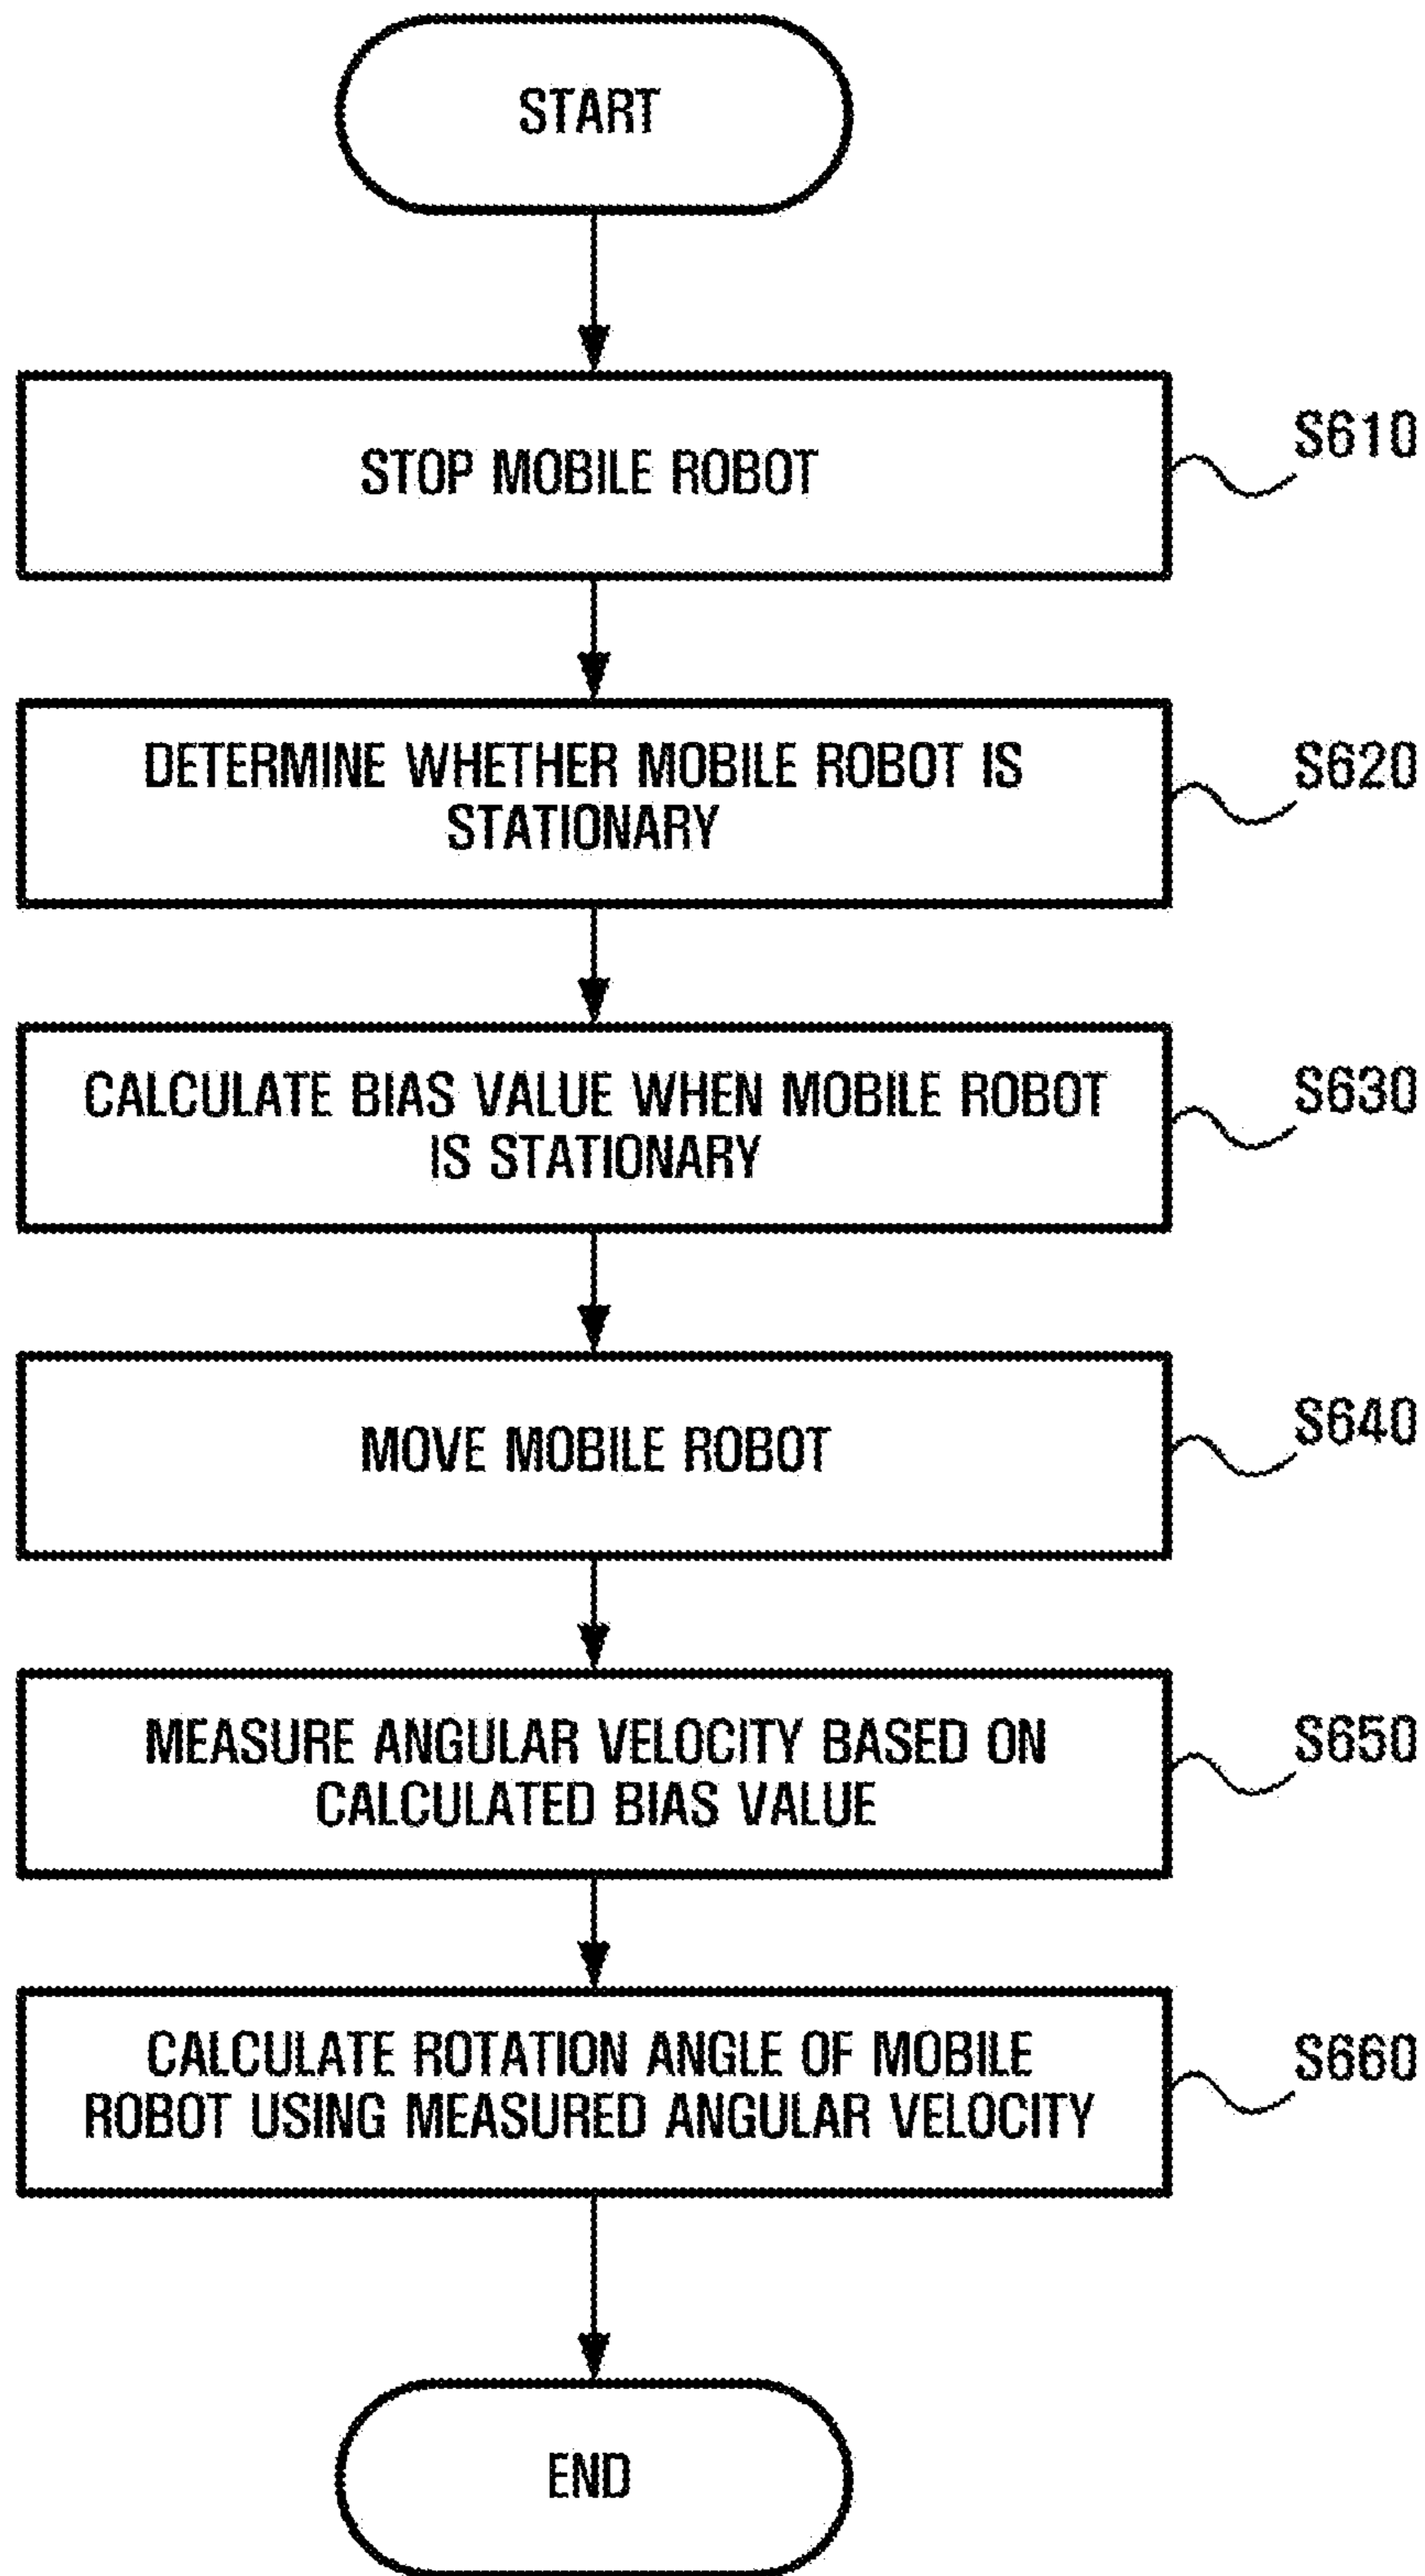 START
STOP MOBILE ROBOT
S610
DETERMINE WHETHER MOBILE ROBOT IS
STATIONARY
S620
CALCULATE BIAS VALUE WHEN MOBILE ROBOT
IS STATIONARY
S630
MOVE MOBILE ROBOT
S640
MEASURE ANGULAR VELOCITY BASED ON
CALCULATED BIAS VALUE
S650
CALCULATE ROTATION ANGLE OF MOBILE
ROBOT USING MEASURED ANGULAR VELOCITY
S660
END